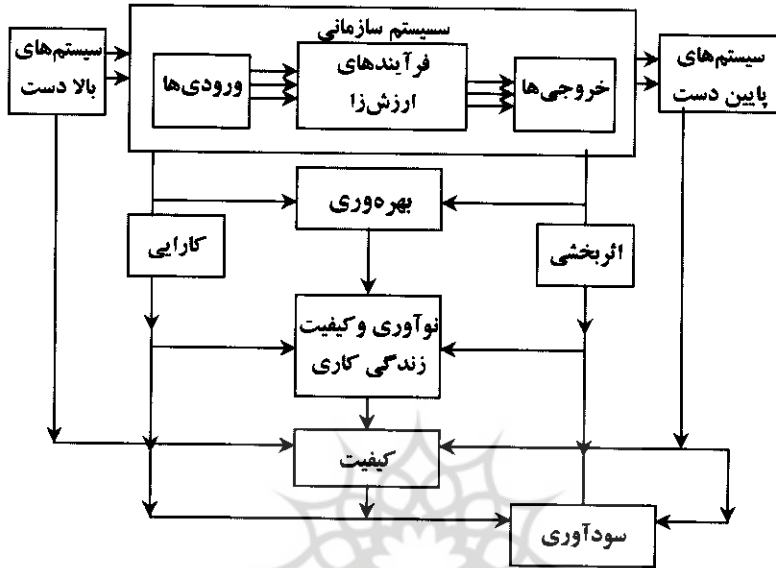 سسیستم سازمانی
سیستم‌های
بالا دست
ورودی‌ها
فرآیندهای
ارزش‌زا
خروجی‌ها
سیستم‌های
پایین دست
بهره‌وری
کارایی
اثربخشی
نوآوری و کیفیت
زندگی کاری
کیفیت
سودآوری